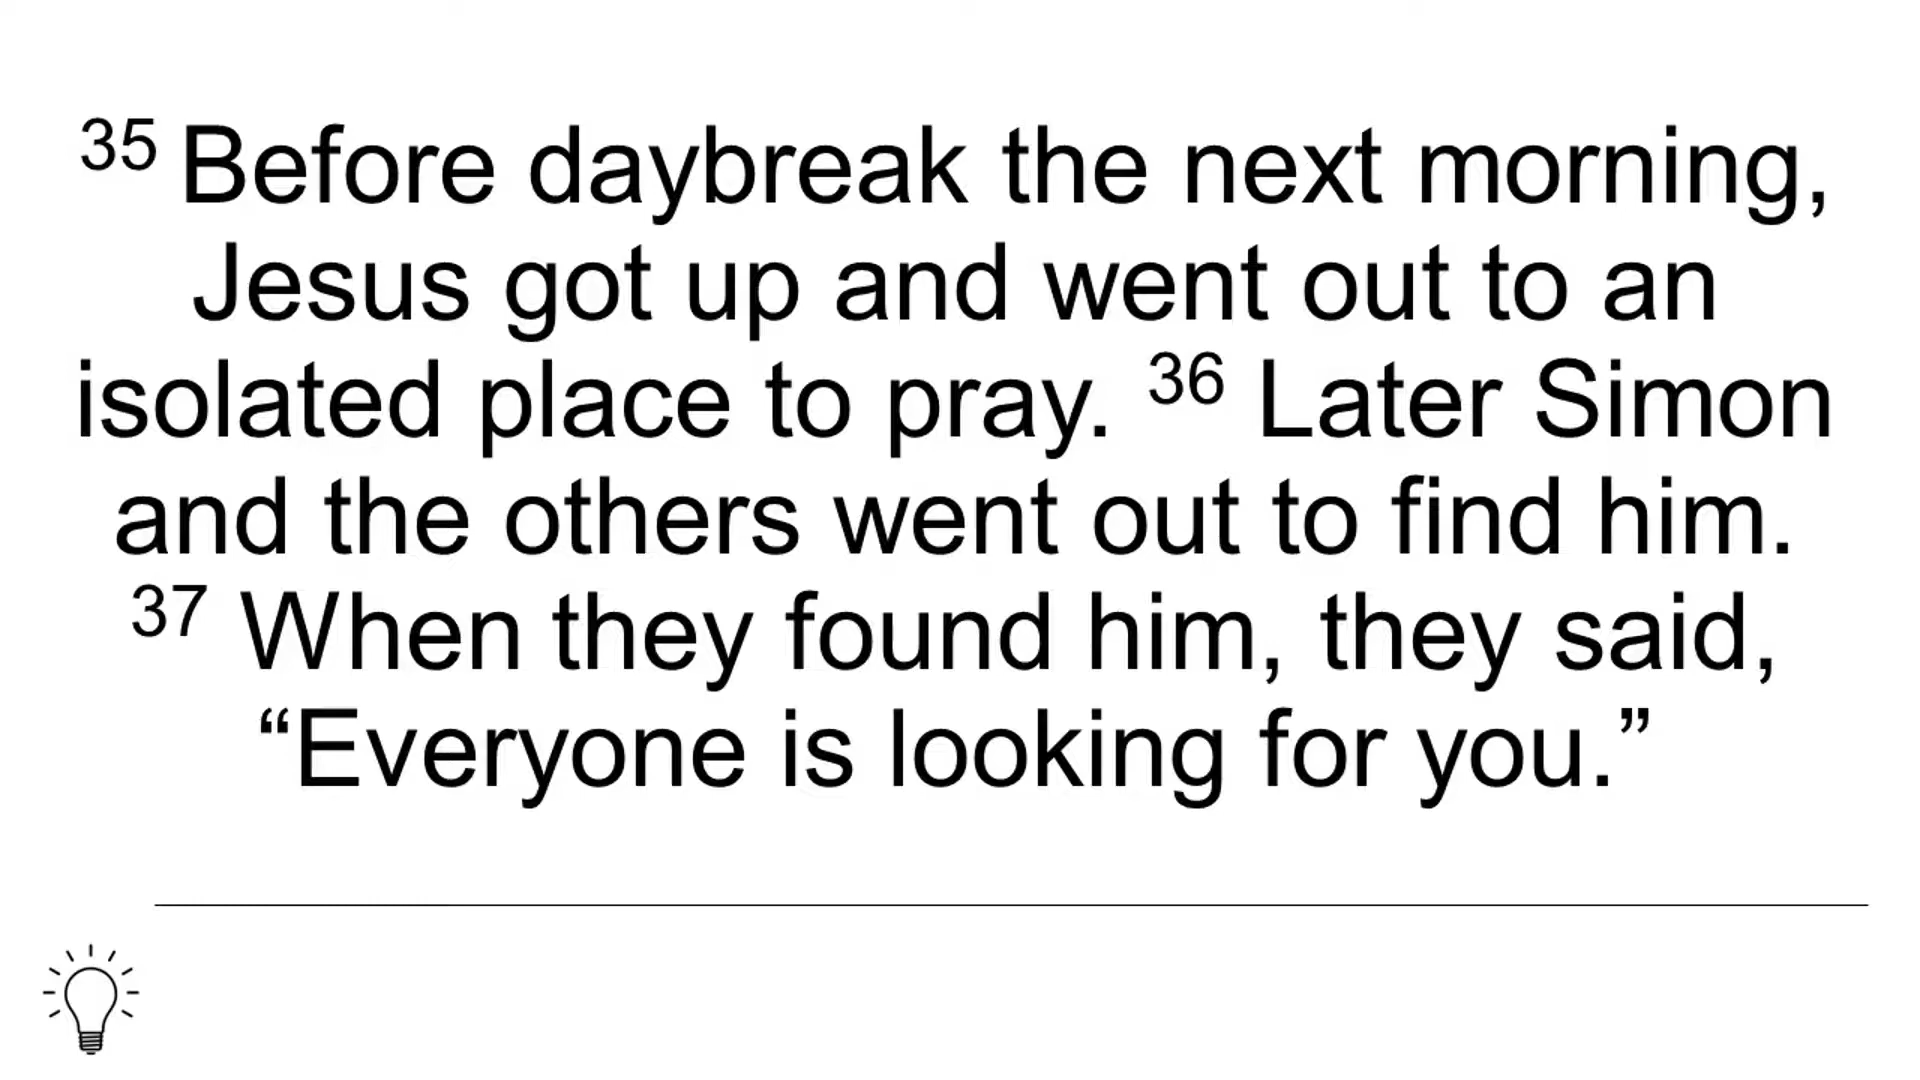 35 Before daybreak the next morning,
Jesus got up and went out to an
isolated place to pray. 36 Later Simon
and the others went out to find him.
37 When they found him, they said,
“Everyone is looking for you.”